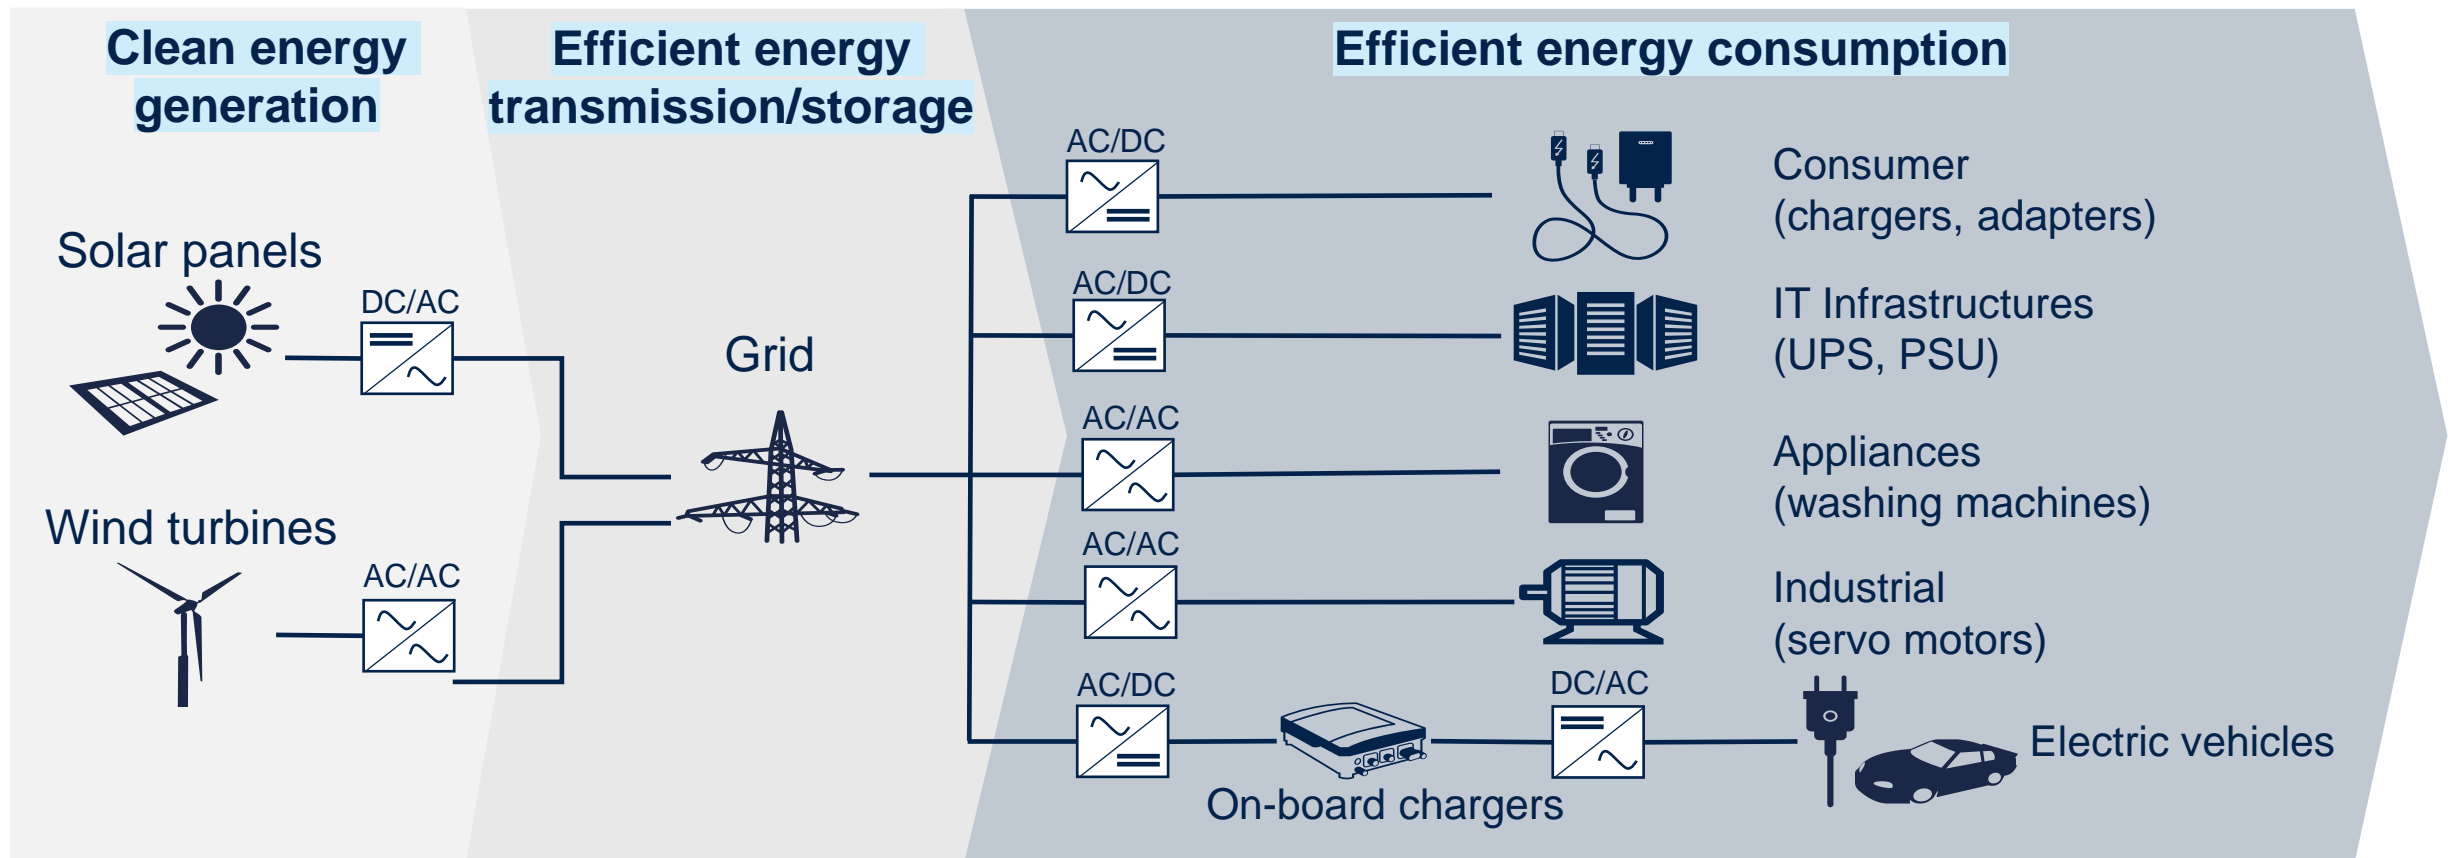 Clean energy
generation
Efficient energy
transmission/storage
Efficient energy consumption
Solar panels
DC/AC
Wind turbines
AC/AC
Grid
AC/DC
Consumer
(chargers, adapters)
AC/DC
IT Infrastructures
(UPS, PSU)
AC/AC
Appliances
(washing machines)
AC/AC
Industrial
(servo motors)
AC/DC
On-board chargers
DC/AC
Electric vehicles